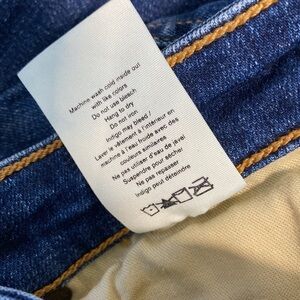 Machine wash cold inside out
with like colors
Do not use bleach
Hang to dry
Do not iron
Indigo may bleed /
Laver le vêtement à l'intérieur en
machine à l'eau froide avec des
couleurs similaires
Ne pas utiliser d'eau de javel
Suspendre pour sécher
Ne pas repasser
Indigo peut déteindre